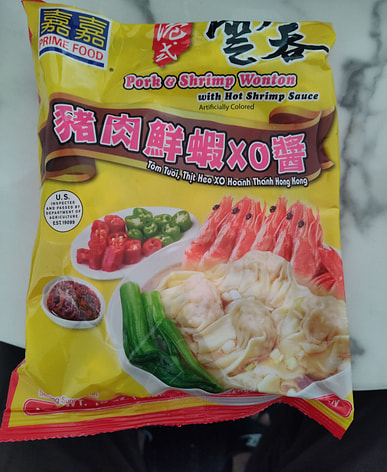 嘉嘉
PRIME FOOD
港式
雲吞
Pork & Shrimp Wonton
with Hot Shrimp Sauce
Artificially Colored
豬肉鮮蝦XO醬
Tôm Tươi, Thịt Heo XO Hoành Thánh Hong Kong
U.S.
INSPECTED
AND PASSED BY
DEPARTMENT OF
AGRICULTURE
EST.19099